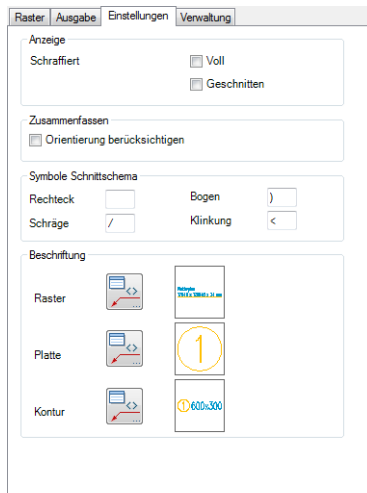 Raster Ausgabe Einstellungen Verwaltung
Anzeige
Schraffiert Voll
Geschnitten
Zusammenfassen
Orientierung berücksichtigen
Symbole Schnittschema
Rechteck Bogen )
Schräge / Klinkung <
Beschriftung
Raster <> ...
Platte <> ... 1
Kontur <> ... 1 600x300